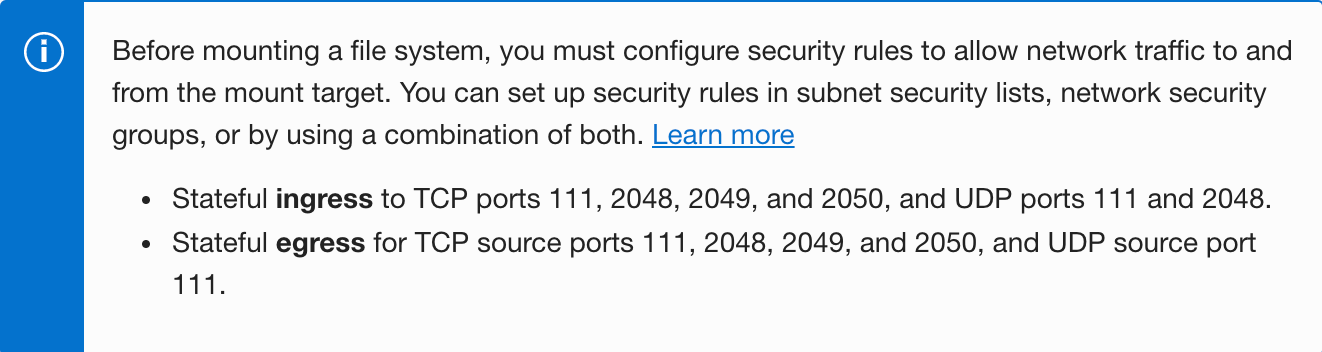 Before mounting a file system, you must configure security rules to allow network traffic to and
from the mount target. You can set up security rules in subnet security lists, network security
groups, or by using a combination of both. Learn more
• Stateful ingress to TCP ports 111, 2048, 2049, and 2050, and UDP ports 111 and 2048.
• Stateful egress for TCP source ports 111, 2048, 2049, and 2050, and UDP source port
111.